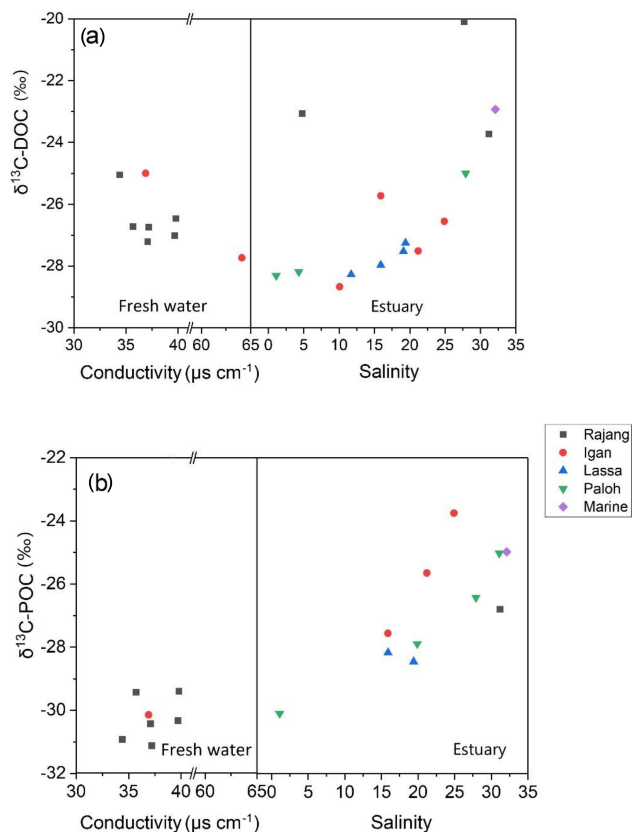 (a)
δ¹³C-DOC (‰)
-20
-22
-24
-26
-28
-30
Fresh water
Estuary
30 35 40 60 65 0 5 10 15 20 25 30 35
Conductivity (μs cm⁻¹)
Salinity
(b)
δ¹³C-POC (‰)
-22
-24
-26
-28
-30
-32
Fresh water
Estuary
30 35 40 60 65 0 5 10 15 20 25 30 35
Conductivity (μs cm⁻¹)
Salinity
Rajang
Igan
Lassa
Paloh
Marine